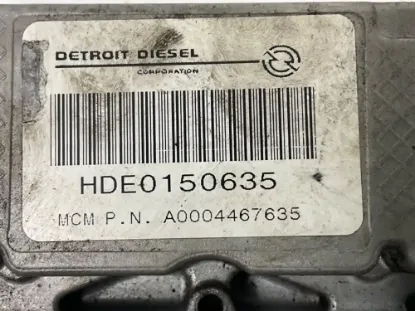 DETROIT DIESEL
CORPORATION
HDE0150635
MCM P.N. A0004467635